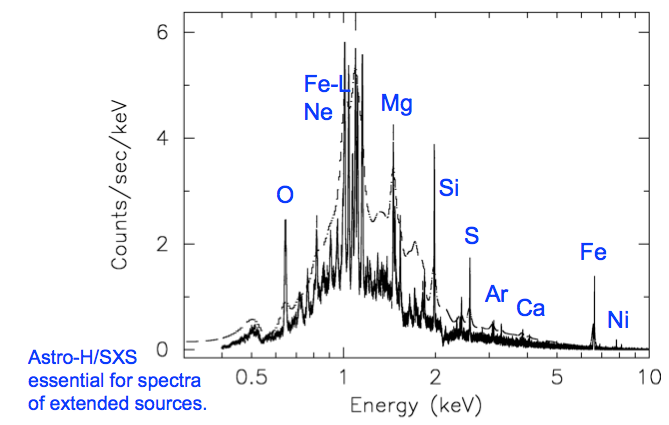 6
4
2
0
Counts/sec/keV
Fe-L
Ne
Mg
O
Si
S
Ar
Ca
Fe
Ni
Astro-H/SXS
essential for spectra
of extended sources.
0.5 1 2 5 10
Energy (keV)